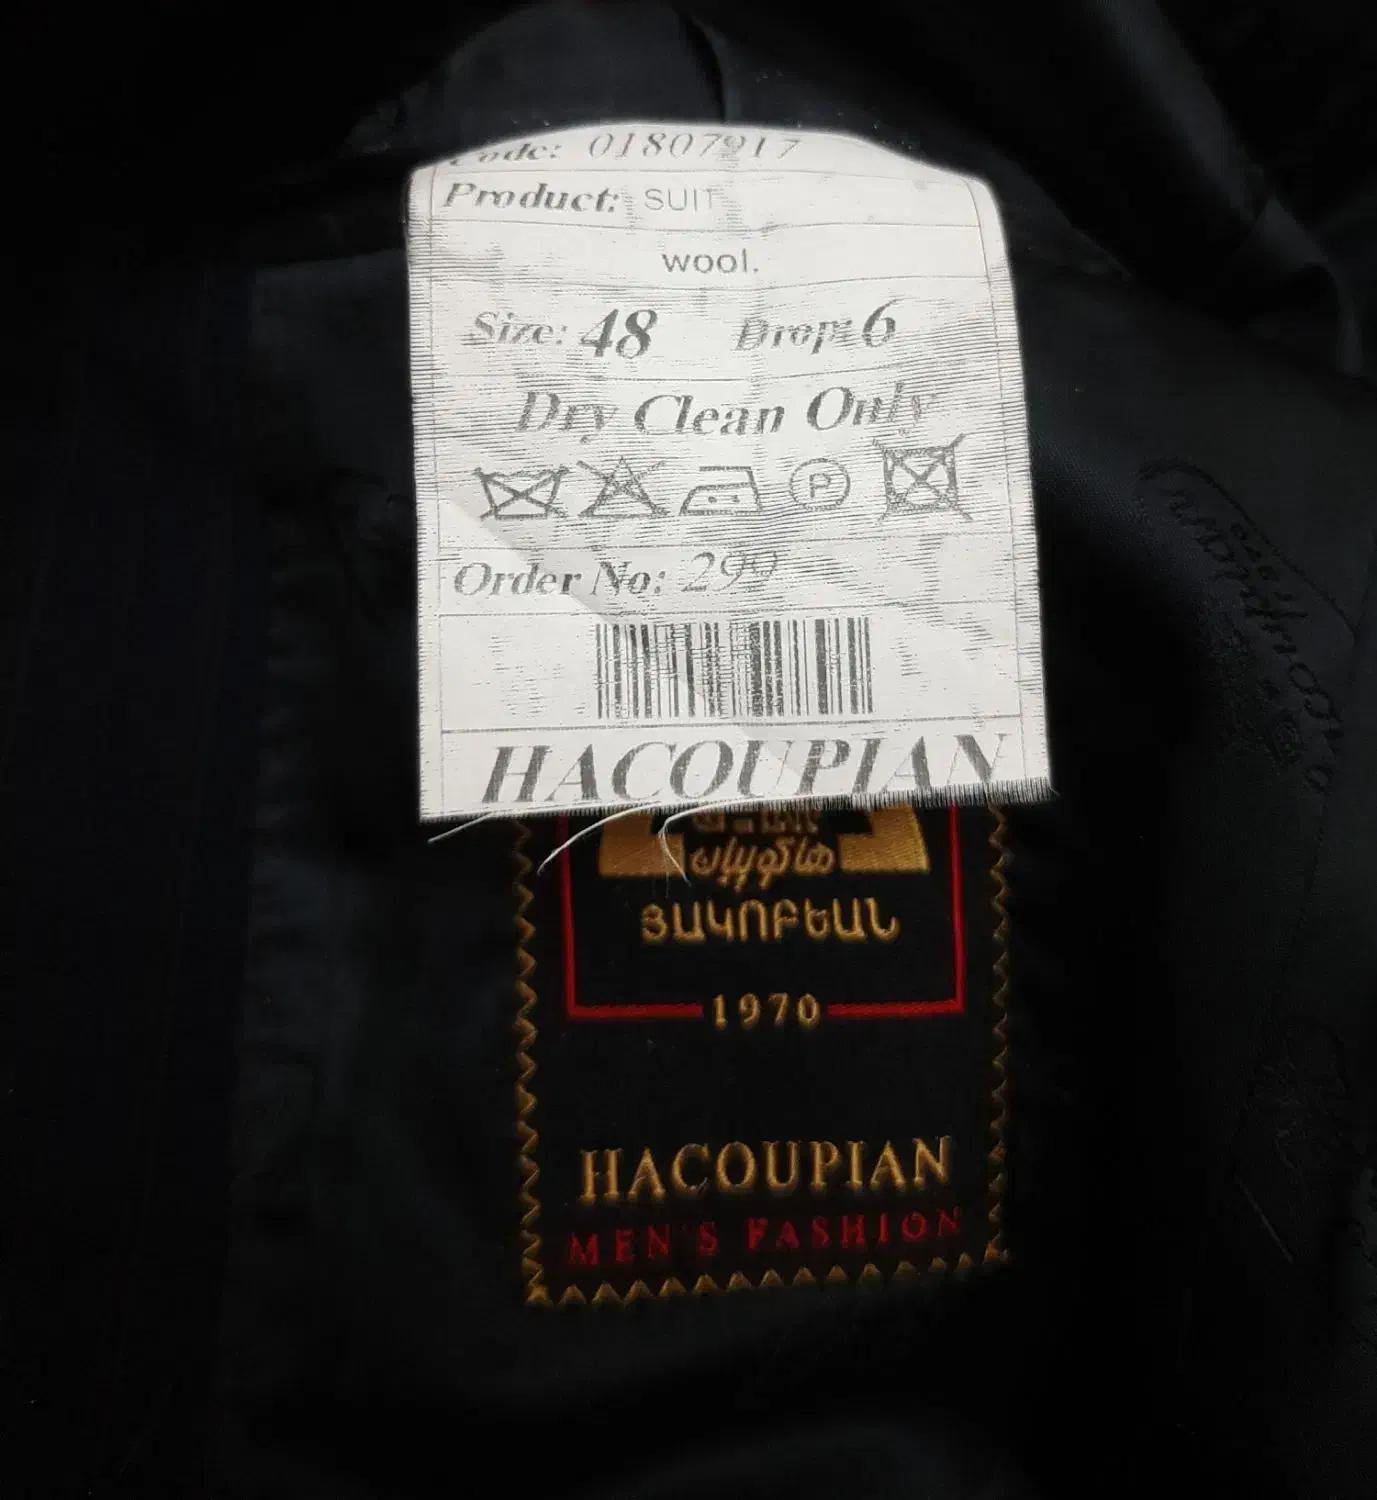 Code: 01807917
Product: SUIT
wool.
Size: 48 Drop: 6
Dry Clean Only
P
Order No: 299
HACOUPIAN
هاکوپیان
ՅԱԿՈԲԵԱՆ
1970
HACOUPIAN
MEN'S FASHION